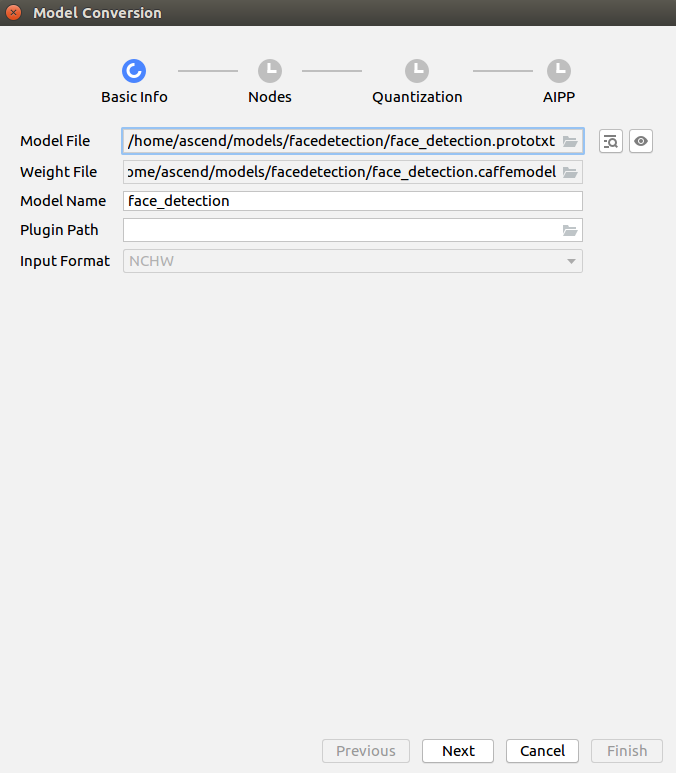 Model Conversion
Basic Info Nodes Quantization AIPP
Model File /home/ascend/models/facedetection/face_detection.prototxt
Weight File ome/ascend/models/facedetection/face_detection.caffemodel
Model Name face_detection
Plugin Path
Input Format NCHW
Previous Next Cancel Finish